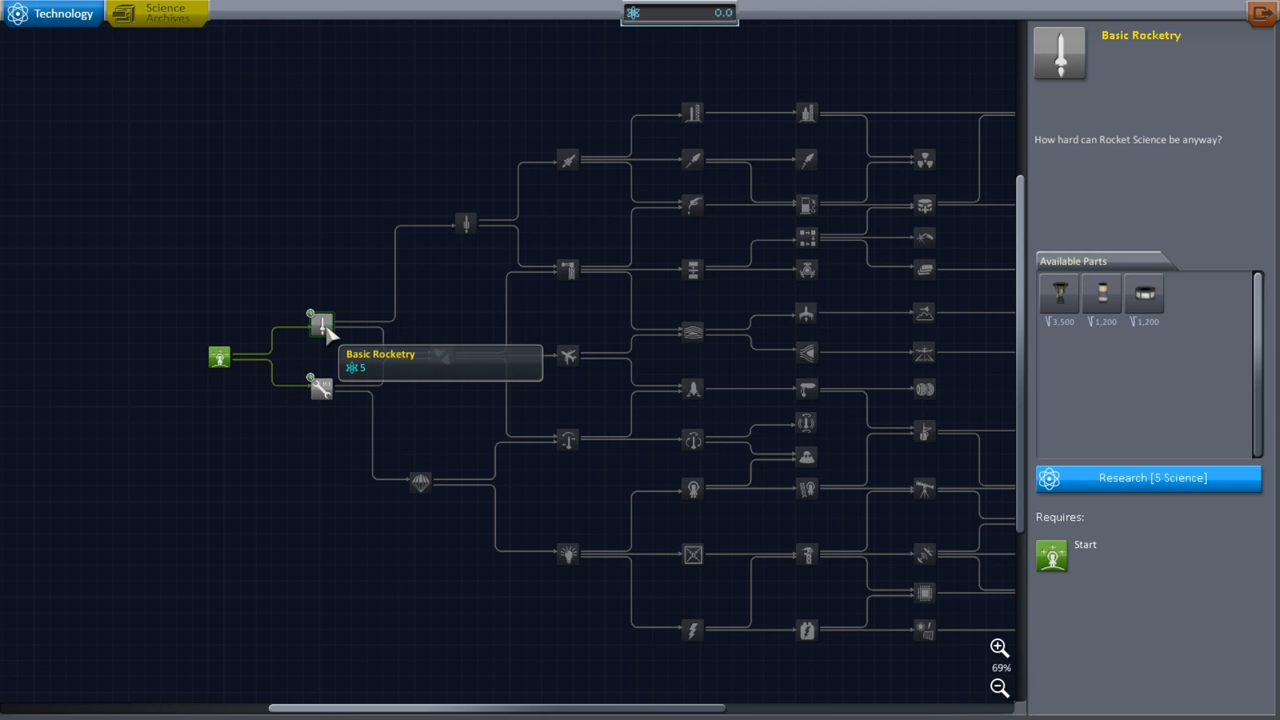 Technology
Science
Archives
0.0
Basic Rocketry
How hard can Rocket Science be anyway?
Available Parts
3,500
1,200
1,200
Basic Rocketry
5
Research [5 Science]
Requires:
Start
69%